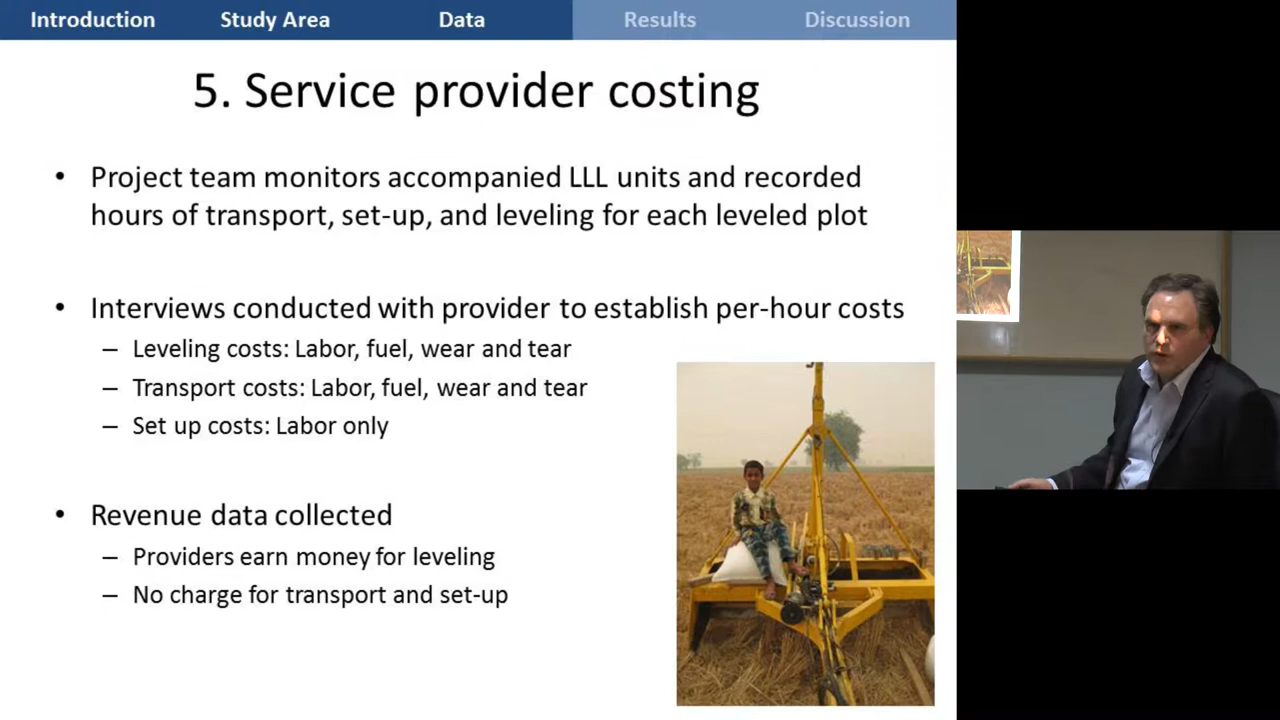 Introduction Study Area Data Results Discussion
5. Service provider costing
• Project team monitors accompanied LLL units and recorded
hours of transport, set-up, and leveling for each leveled plot
• Interviews conducted with provider to establish per-hour costs
– Leveling costs: Labor, fuel, wear and tear
– Transport costs: Labor, fuel, wear and tear
– Set up costs: Labor only
• Revenue data collected
– Providers earn money for leveling
– No charge for transport and set-up